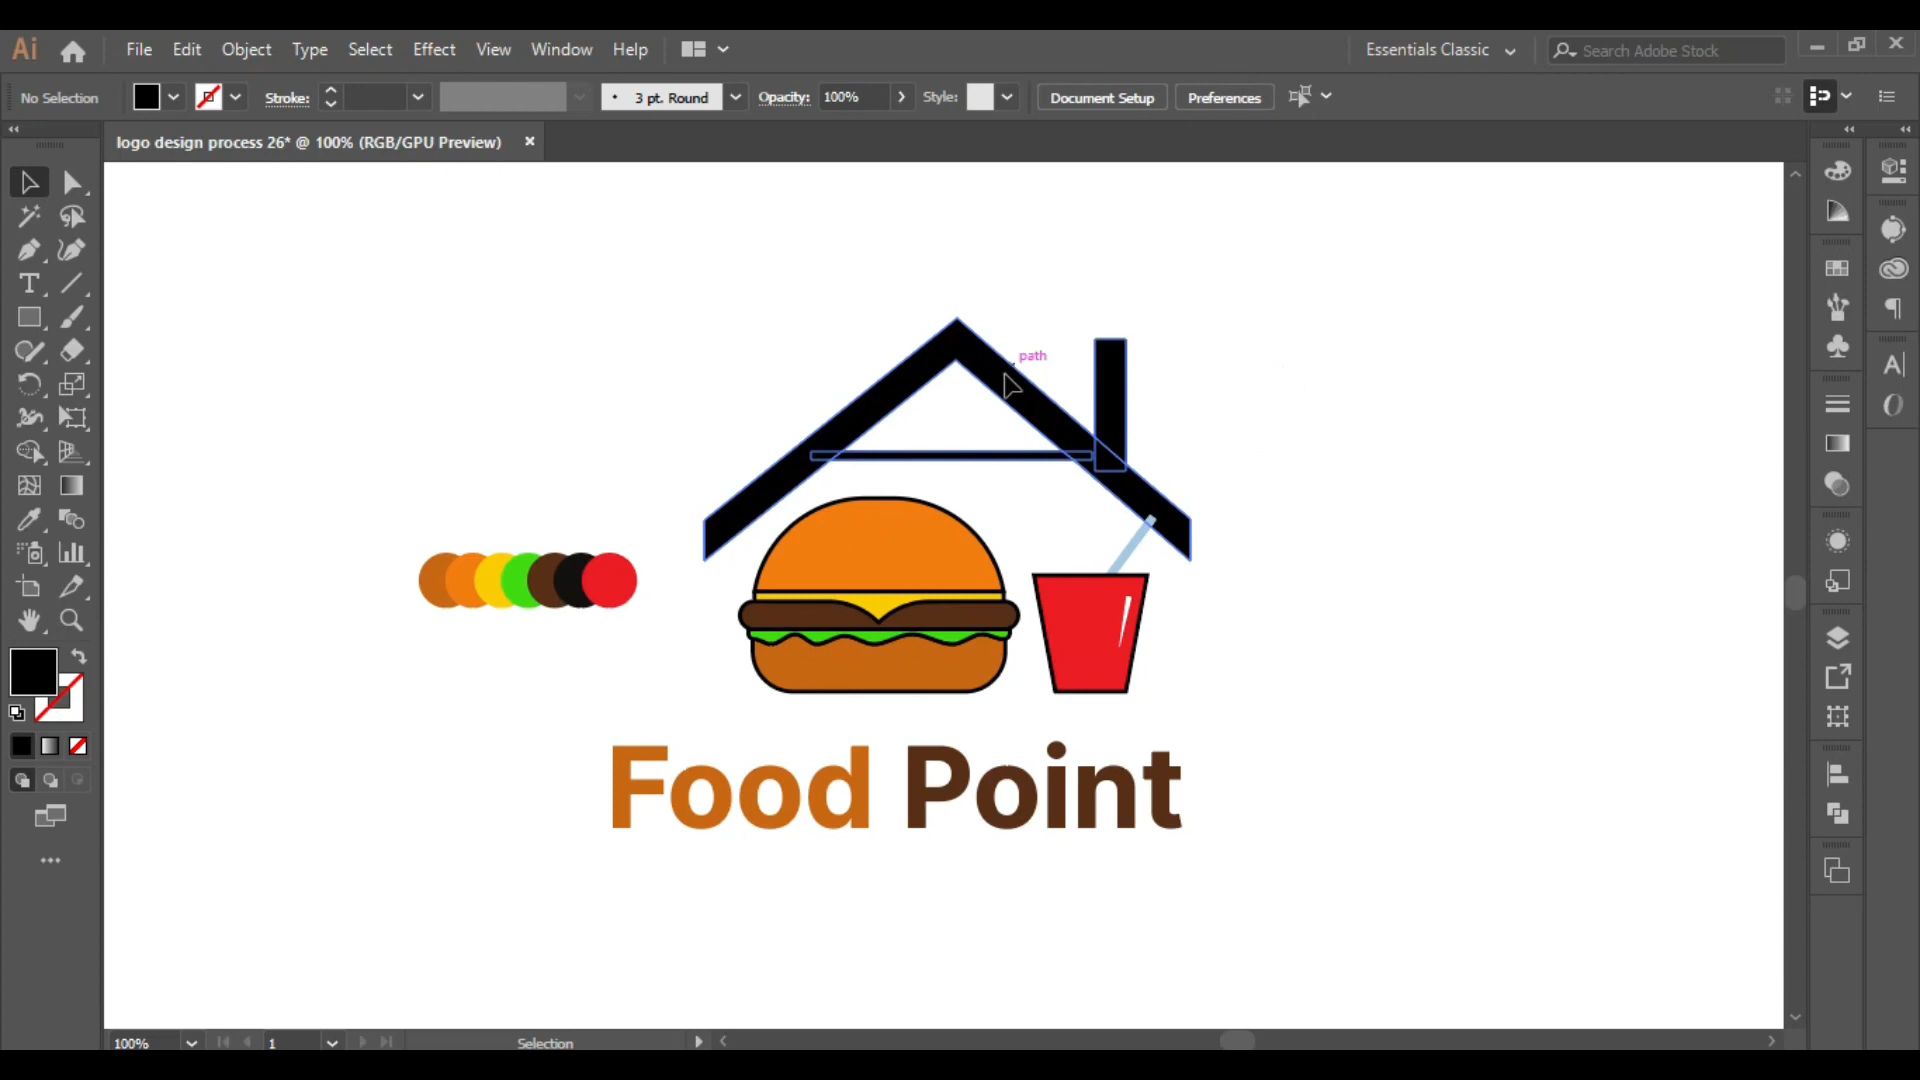 Ai File Edit Object Type Select Effect View Window Help Essentials Classic Search Adobe Stock
No Selection Stroke: 3 pt. Round Opacity: 100% Style: Document Setup Preferences
logo design process 26* @ 100% (RGB/GPU Preview)
path
Food Point
100% 1 Selection